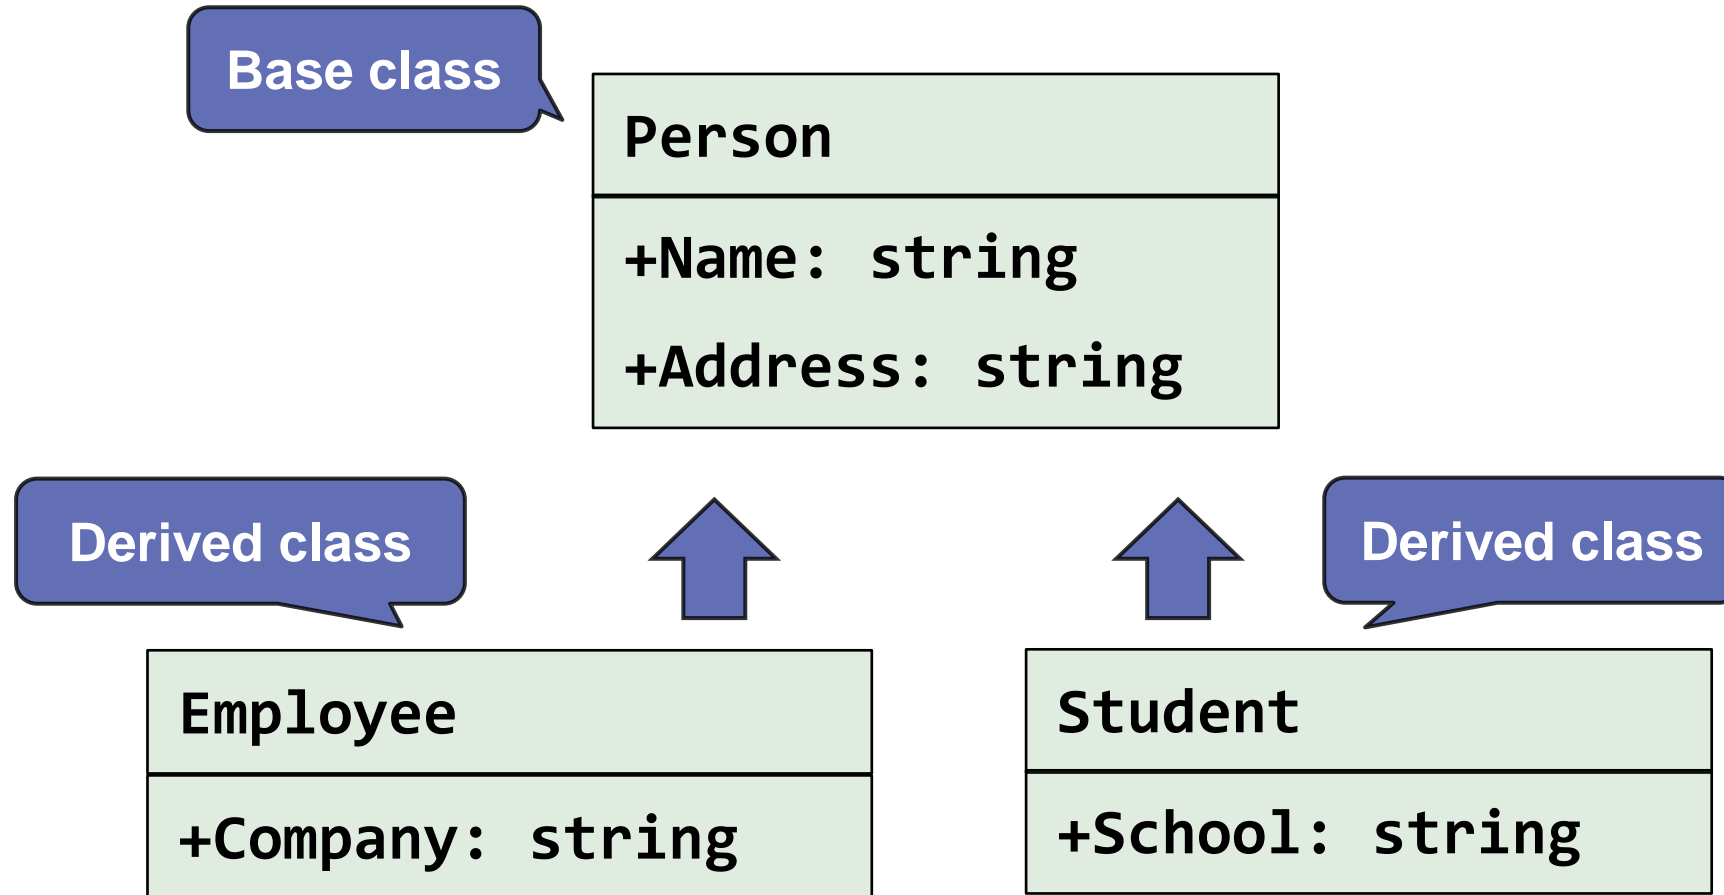 Base class
Person
+Name: string
+Address: string
Derived class
Derived class
Employee
+Company: string
Student
+School: string